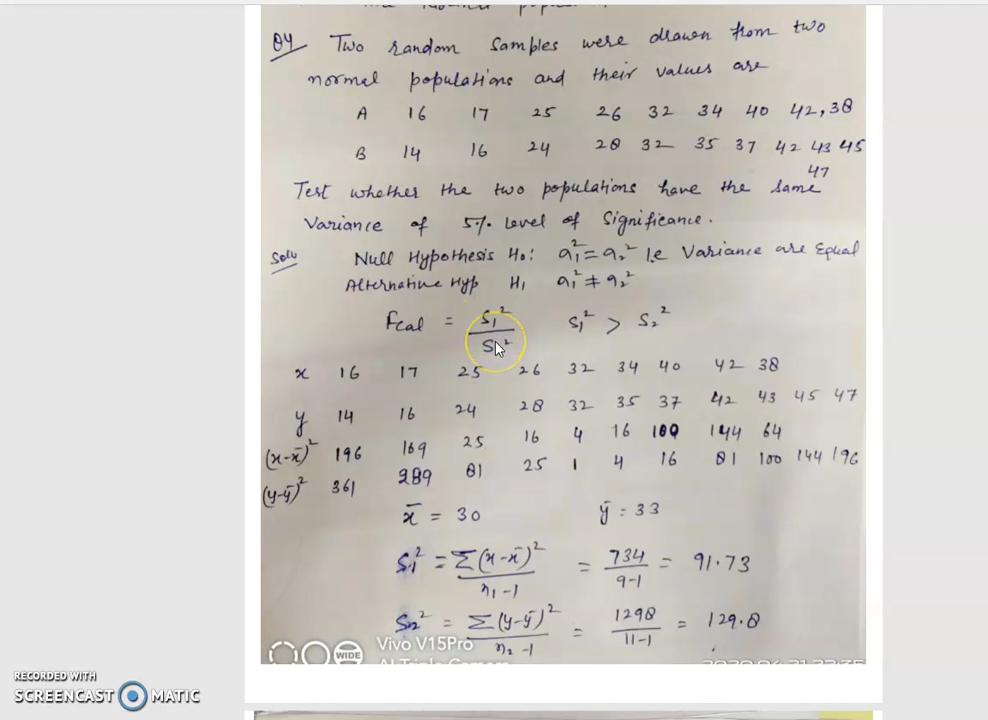 Q4 Two random Samples were drawn from two
normal populations and their values are
A 16 17 25 26 32 34 40 42, 38
B 14 16 24 28 32 35 37 42 43 45
47
Test whether the two populations have the same
Variance of 5% level of Significance.
Solu Null Hypothesis H₀: σ₁² = σ₂² i.e Variance are Equal
Alternative Hyp H₁ σ₁² ≠ σ₂²
Fcal = S₁² / S₂² S₁² > S₂²
x 16 17 25 26 32 34 40 42 38
y 14 16 24 28 32 35 37 42 43 45 47
(x-x̄)² 196 169 25 16 4 16 100 144 64
(y-ȳ)² 361 289 81 25 1 4 16 81 100 144 196
x̄ = 30 ȳ = 33
S₁² = Σ(x-x̄)² / n₁-1 = 734 / 9-1 = 91.73
S₂² = Σ(y-ȳ)² / n₂-1 = 1298 / 11-1 = 129.8
WIDE Vivo V15Pro
RECORDED WITH
SCREENCAST MATIC